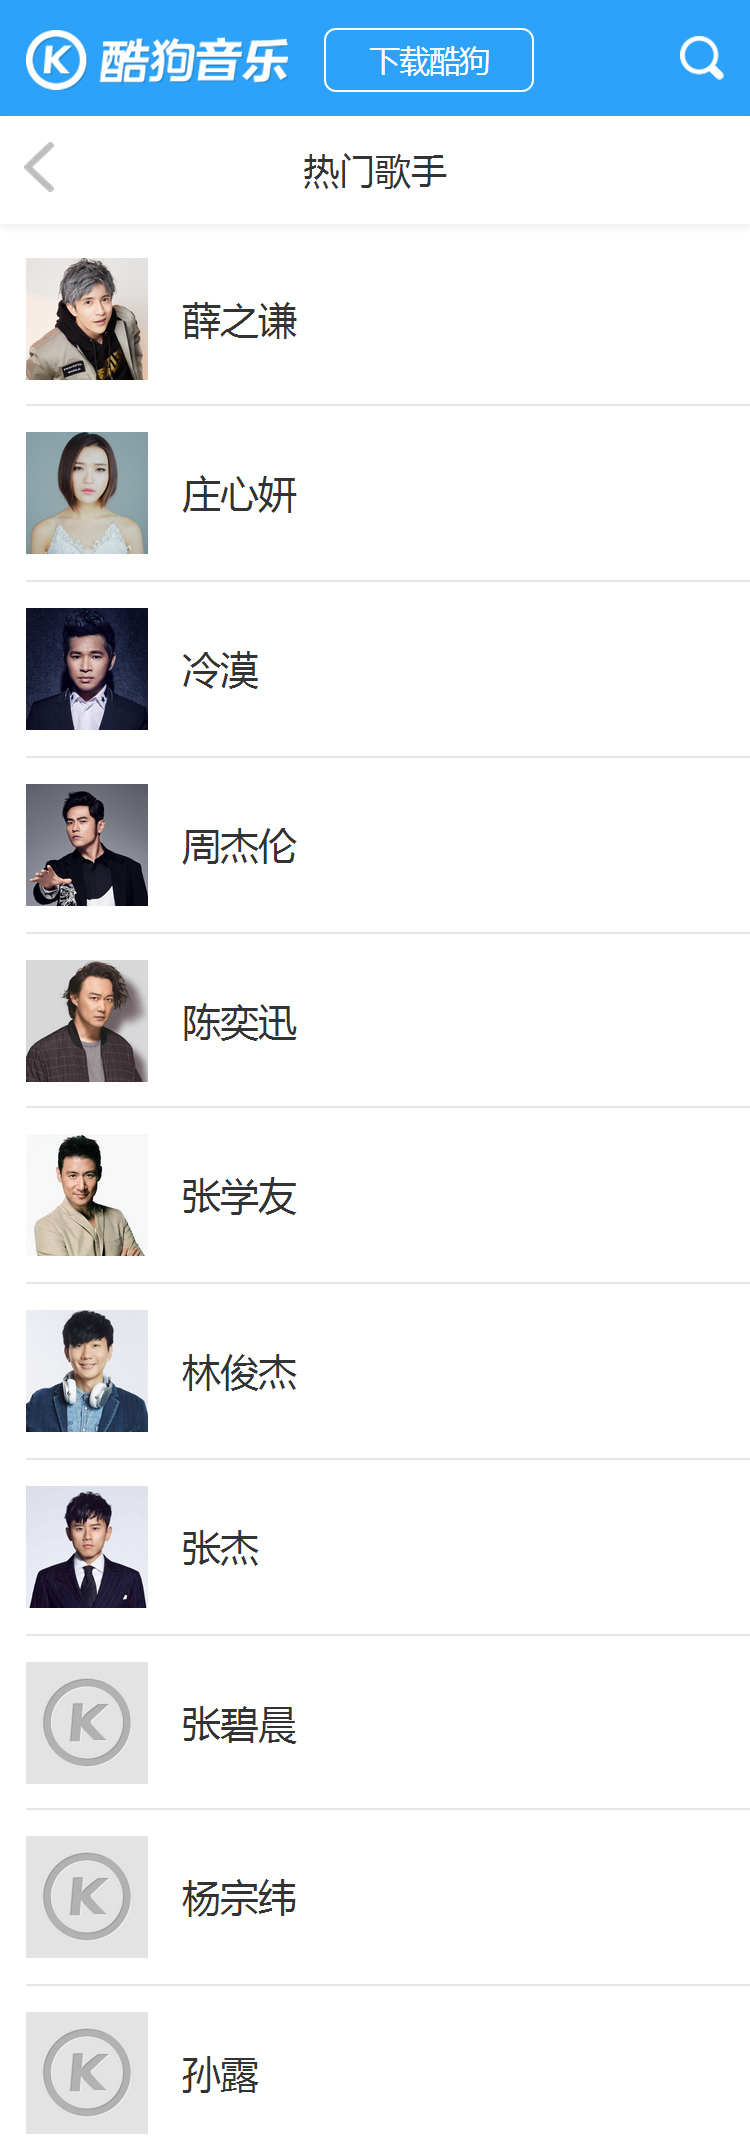 酷狗音乐
下载酷狗
热门歌手
薛之谦
庄心妍
冷漠
周杰伦
陈奕迅
张学友
林俊杰
张杰
张碧晨
杨宗纬
孙露